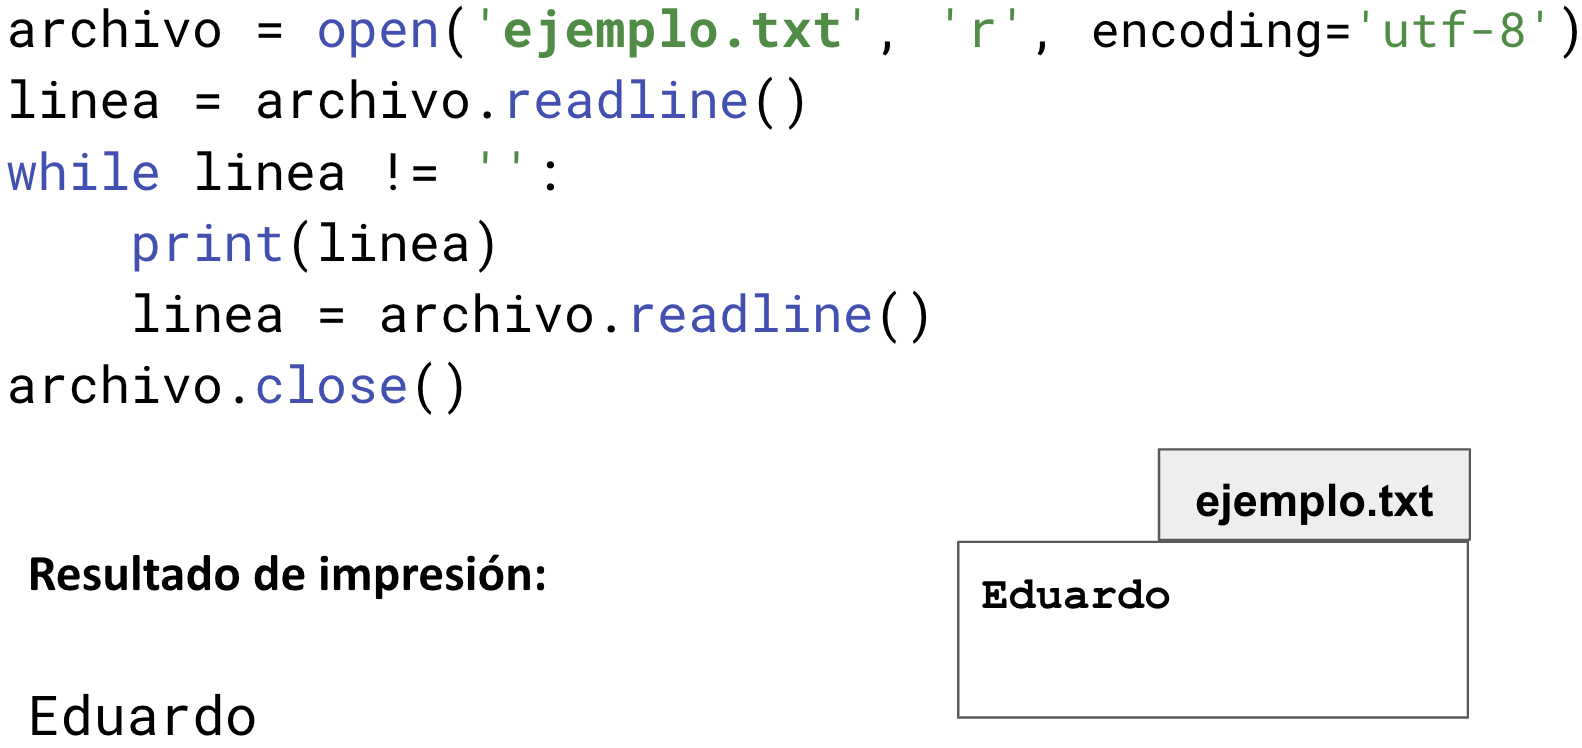 archivo = open('ejemplo.txt', 'r', encoding='utf-8')
linea = archivo.readline()
while linea != '':
    print(linea)
    linea = archivo.readline()
archivo.close()
ejemplo.txt
Resultado de impresión:
Eduardo
Eduardo